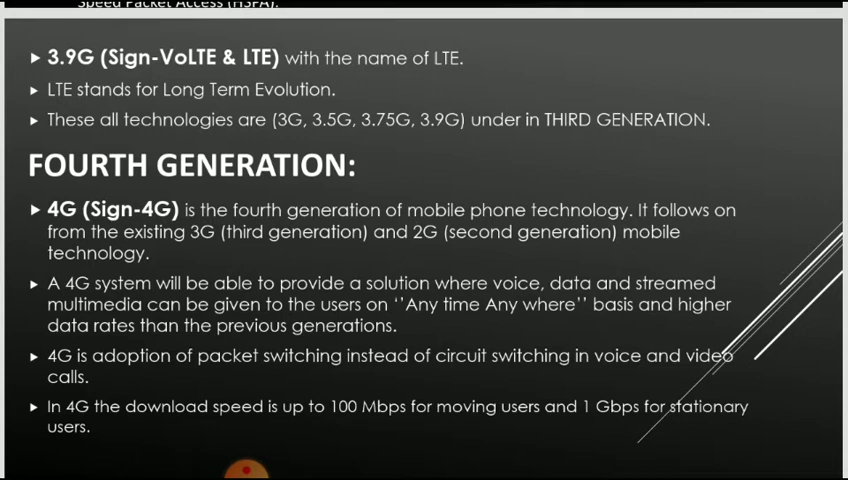 Speed Packet Access (HSPA).
3.9G (Sign-VoLTE & LTE) with the name of LTE.
LTE stands for Long Term Evolution.
These all technologies are (3G, 3.5G, 3.75G, 3.9G) under in THIRD GENERATION.
FOURTH GENERATION:
4G (Sign-4G) is the fourth generation of mobile phone technology. It follows on
from the existing 3G (third generation) and 2G (second generation) mobile
technology.
A 4G system will be able to provide a solution where voice, data and streamed
multimedia can be given to the users on ‘’Any time Any where’’ basis and higher
data rates than the previous generations.
4G is adoption of packet switching instead of circuit switching in voice and video
calls.
In 4G the download speed is up to 100 Mbps for moving users and 1 Gbps for stationary
users.